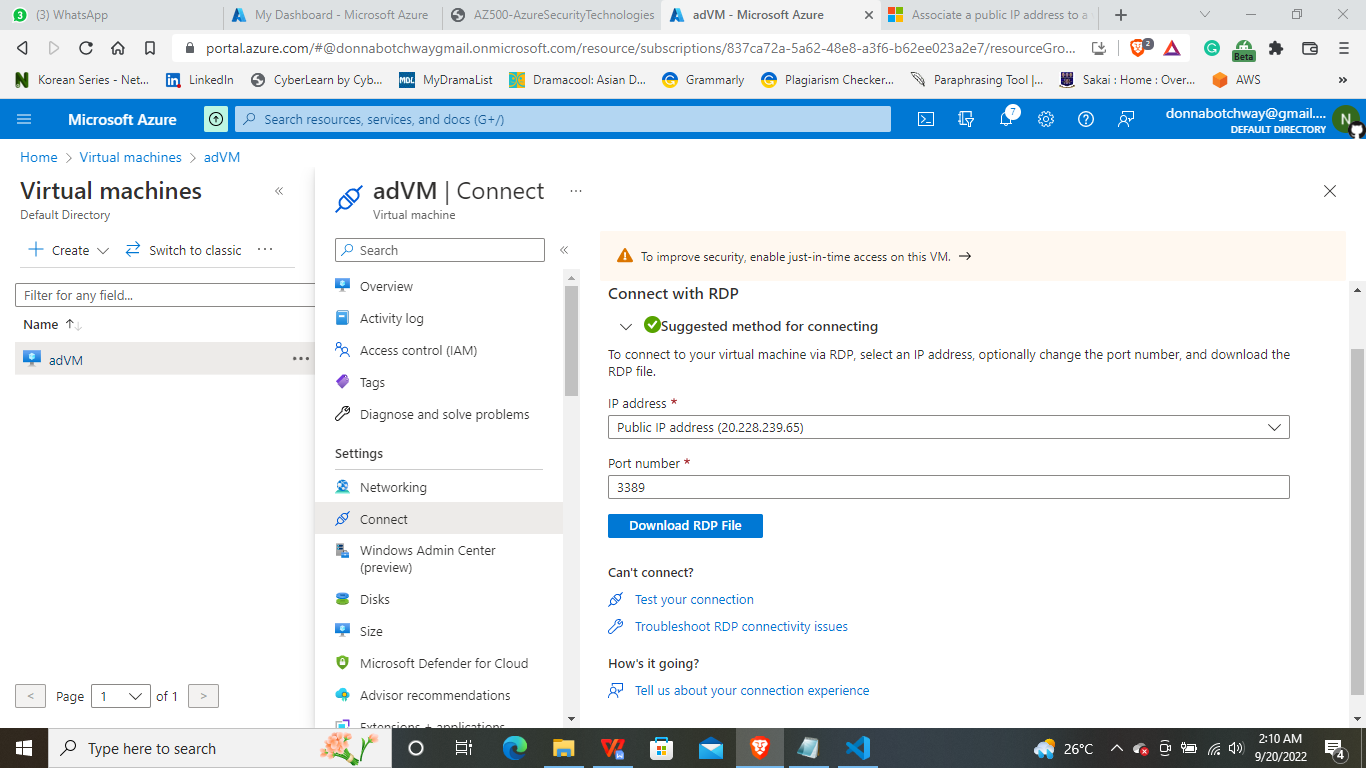 (3) WhatsApp
My Dashboard - Microsoft Azure
AZ500-AzureSecurityTechnologies
adVM - Microsoft Azure
Associate a public IP address to a
portal.azure.com/#@donnabotchwaygmail.onmicrosoft.com/resource/subscriptions/837ca72a-5a62-48e8-a3f6-b62ee023a2e7/resourceGro...
2
Beta
Korean Series - Net...
LinkedIn
CyberLearn by Cyb...
MDL
MyDramaList
Dramacool: Asian D...
Grammarly
Plagiarism Checker...
Paraphrasing Tool |...
Sakai : Home : Over...
AWS
»
Microsoft Azure
Search resources, services, and docs (G+/)
7
donnabotchway@gmail....
DEFAULT DIRECTORY
N
Home > Virtual machines > adVM
Virtual machines
«
Default Directory
Create
Switch to classic
...
Filter for any field...
Name
adVM
...
< Page 1 of 1 >
adVM | Connect
...
Virtual machine
Search
«
Overview
Activity log
Access control (IAM)
Tags
Diagnose and solve problems
Settings
Networking
Connect
Windows Admin Center
(preview)
Disks
Size
Microsoft Defender for Cloud
Advisor recommendations
Extensions + applications
To improve security, enable just-in-time access on this VM. →
Connect with RDP
Suggested method for connecting
To connect to your virtual machine via RDP, select an IP address, optionally change the port number, and download the
RDP file.
IP address *
Public IP address (20.228.239.65)
Port number *
3389
Download RDP File
Can't connect?
Test your connection
Troubleshoot RDP connectivity issues
How's it going?
Tell us about your connection experience
Type here to search
26°C
2:10 AM
9/20/2022
4